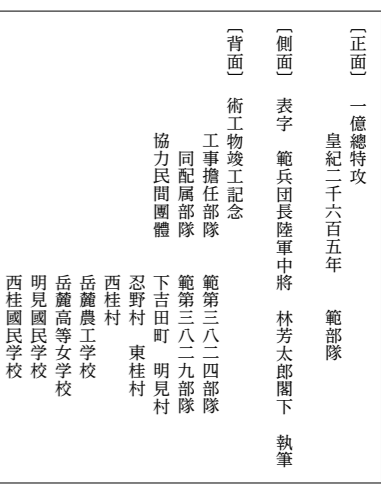 〔正面〕 一億總特攻
皇紀二千六百五年 範部隊
〔側面〕 表字 範兵団長陸軍中將 林芳太郎閣下 執筆
〔背面〕 術工物竣工記念
工事擔任部隊 範第三八二四部隊
同配属部隊 範第三八二九部隊
協力民間團體 下吉田町 明見村
忍野村 東桂村
西桂村
岳麓農工学校
岳麓高等女学校
明見國民学校
西桂國民学校